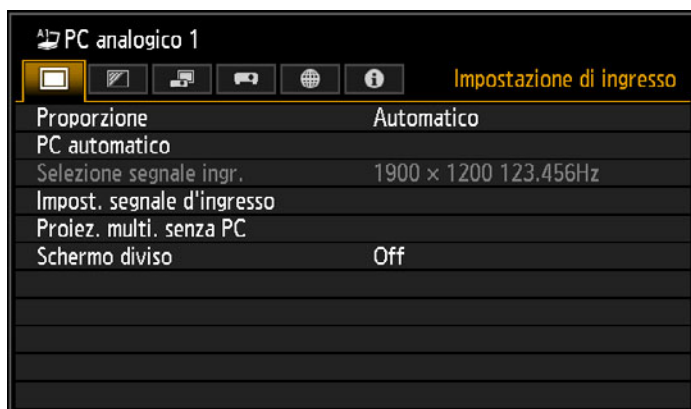 A1 PC analogico 1
Impostazione di ingresso
Proporzione Automatico
PC automatico
Selezione segnale ingr. 1900 × 1200 123.456Hz
Impost. segnale d'ingresso
Proiez. multi. senza PC
Schermo diviso Off